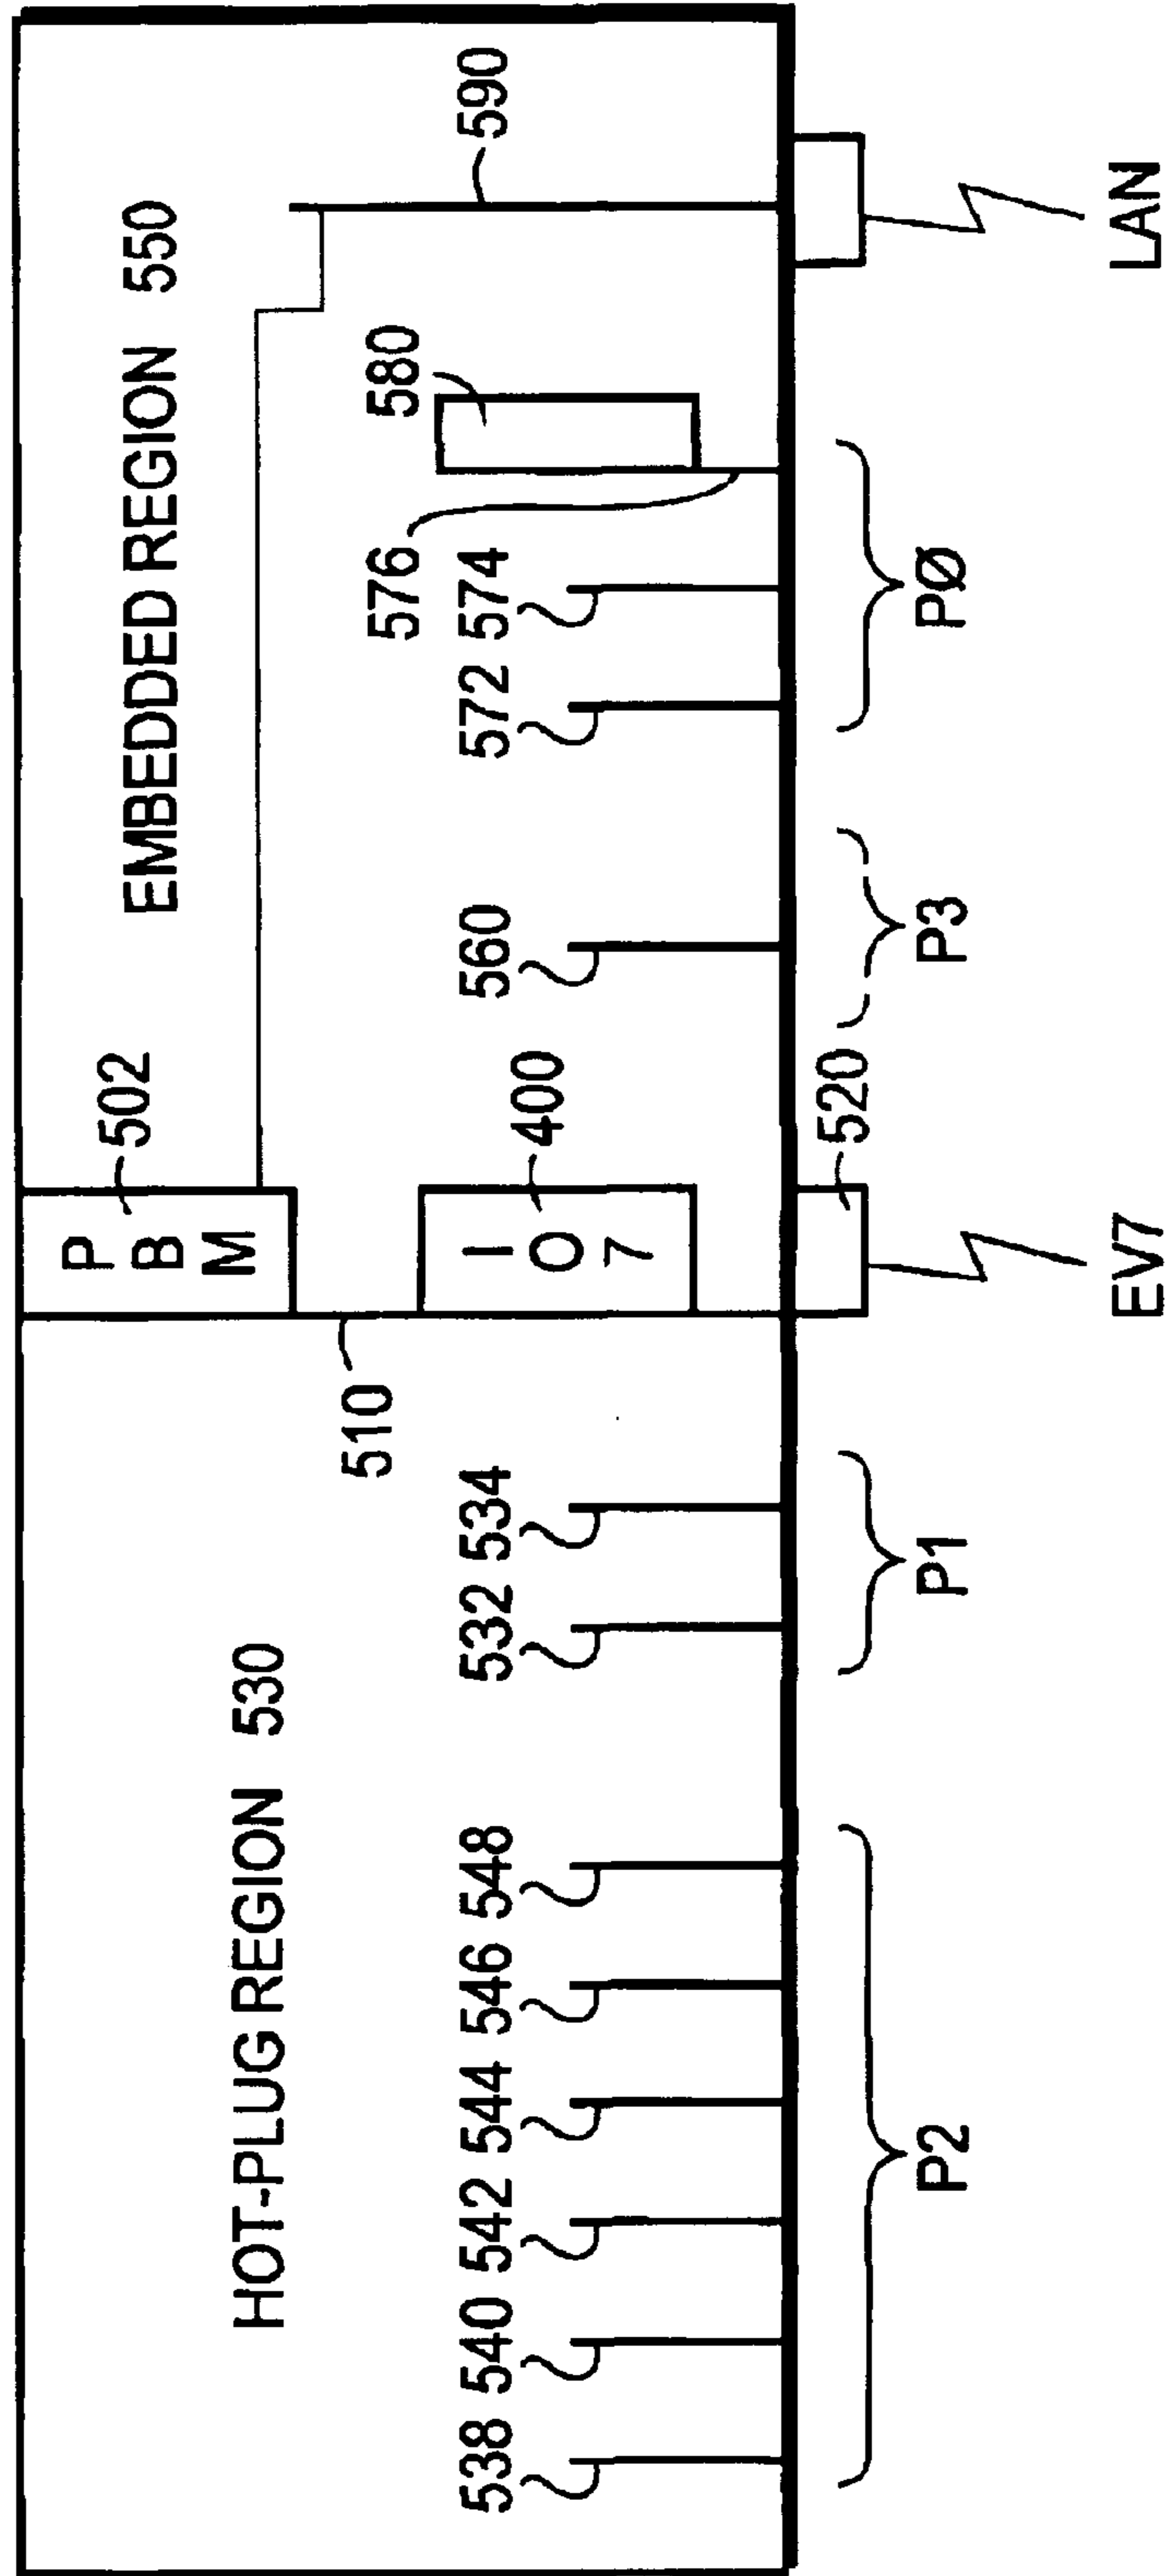 EMBEDDED REGION 550
HOT-PLUG REGION 530
PBM
502
590
580
510
IO7
400
538 540 542 544 546 548
532 534
560
572 574
576
520
P2
P1
P3
PØ
EV7
LAN